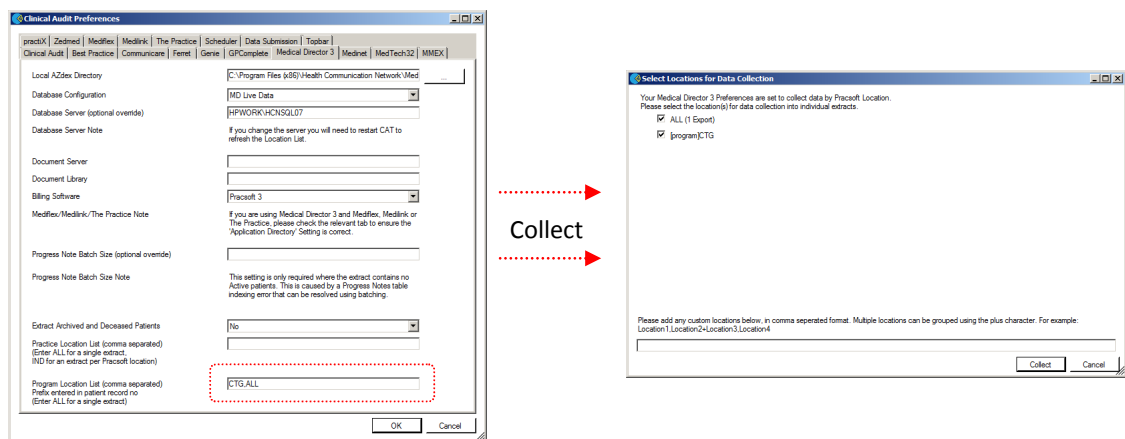 Clinical Audit Preferences
practiX Zedmed Mediflex Medilink The Practice Scheduler Data Submission Topbar
Clinical Audit Best Practice Communicare Ferret Genie GPComplete Medical Director 3 Medinet MedTech32 MMEX
Local AZdex Directory C:\Program Files (x86)\Health Communication Network\Med ...
Database Configuration MD Live Data
Database Server (optional override) HPWORK\HCNSQL07
Database Server Note If you change the server you will need to restart CAT to
refresh the Location List.
Document Server
Document Library
Billing Software Pracsoft 3
Mediflex/Medilink/The Practice Note If you are using Medical Director 3 and Mediflex, Medilink or
The Practice, please check the relevant tab to ensure the
'Application Directory' Setting is correct.
Progress Note Batch Size (optional override)
Progress Note Batch Size Note This setting is only required where the extract contains no
Active patients. This is caused by a Progress Notes table
indexing error that can be resolved using batching.
Extract Archived and Deceased Patients No
Practice Location List (comma separated)
(Enter ALL for a single extract,
IND for an extract per Pracsoft location)
Program Location List (comma separated) CTG,ALL
Prefix entered in patient record no
(Enter ALL for a single extract)
OK Cancel
Collect
Select Locations for Data Collection
Your Medical Director 3 Preferences are set to collect data by Pracsoft Location.
Please select the location(s) for data collection into individual extracts.
ALL (1 Export)
[program]CTG
Please add any custom locations below, in comma seperated format. Multiple locations can be grouped using the plus character. For example:
Location1,Location2+Location3,Location4
Collect Cancel